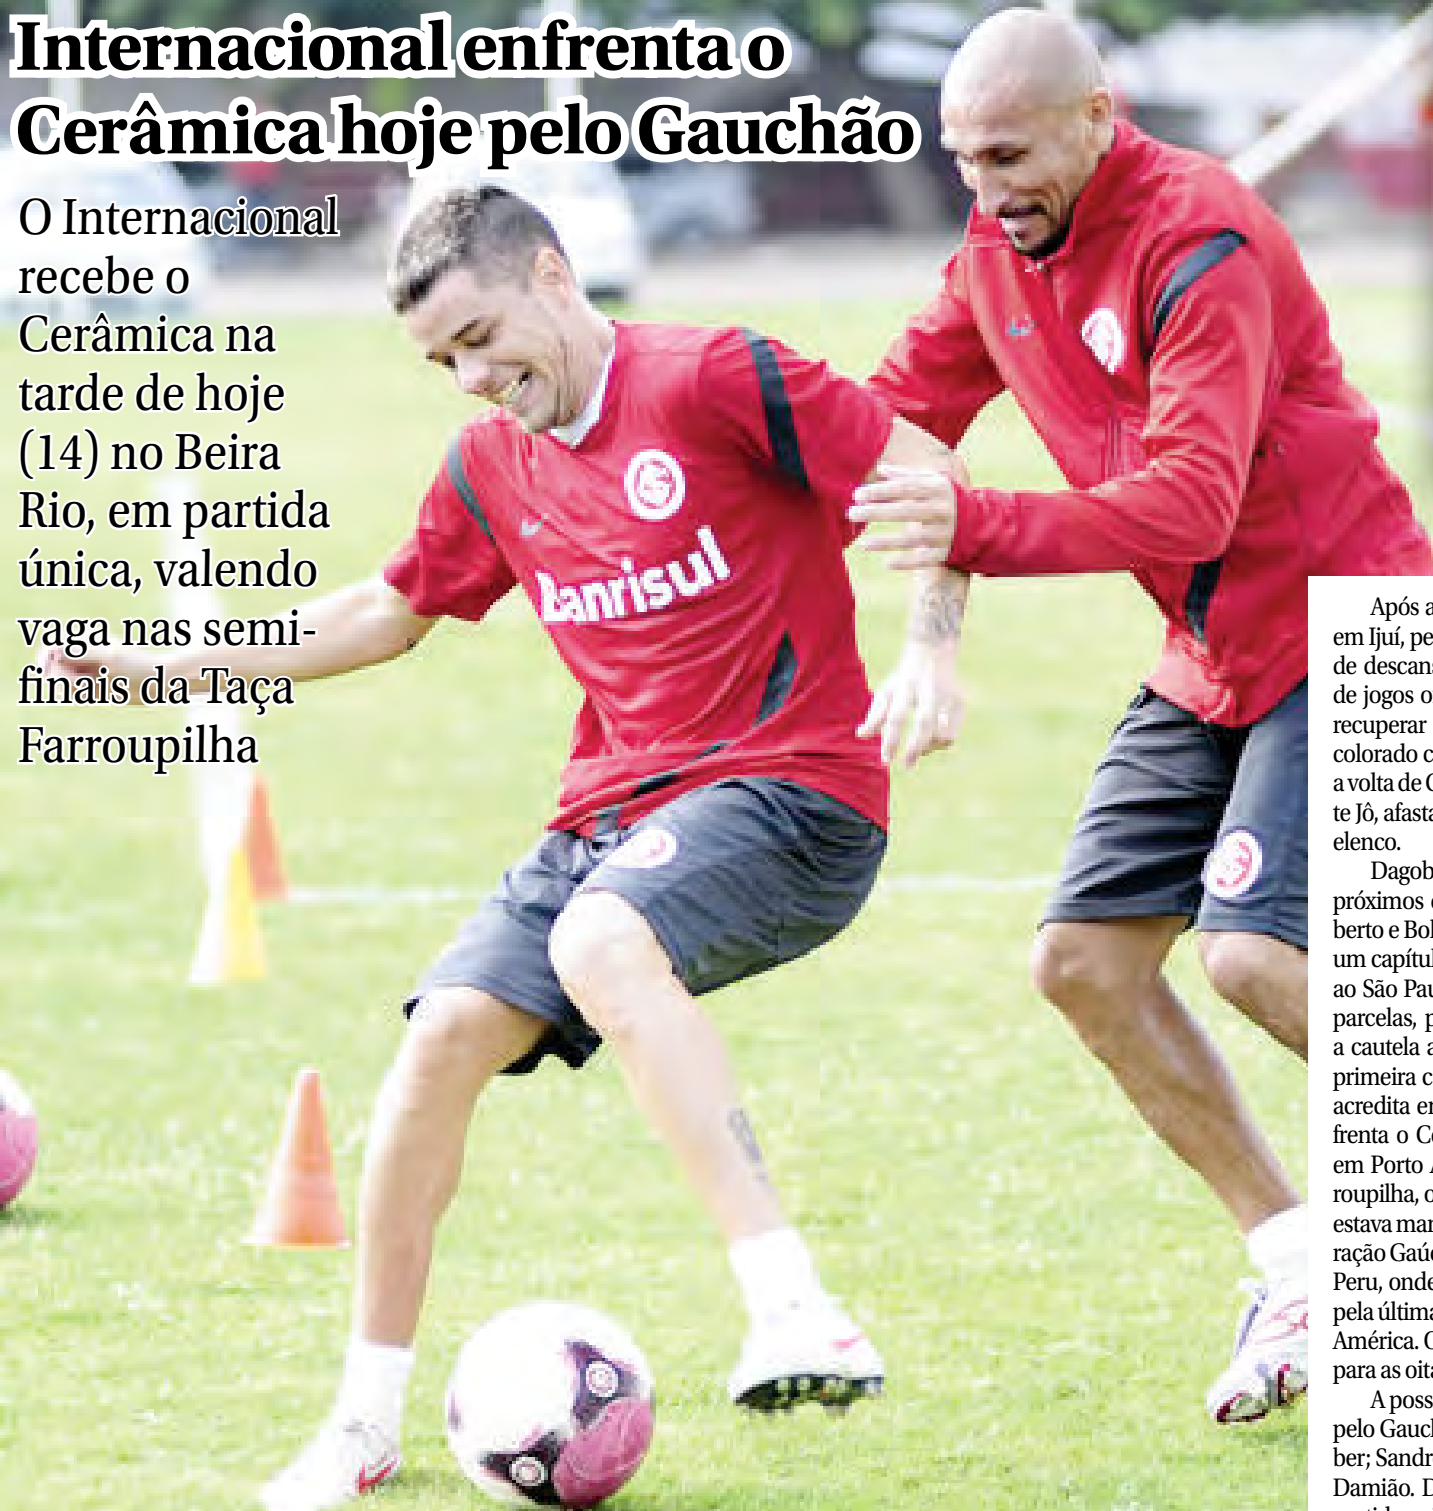 Internacional enfrenta o
Cerâmica hoje pelo Gauchão
O Internacional
recebe o
Cerâmica na
tarde de hoje
(14) no Beira
Rio, em partida
única, valendo
vaga nas semi-
finais da Taça
Farroupilha
Banrisul
Após a
em Ijuí, pe
de descans
de jogos o
recuperar
colorado c
a volta de
te Jô, afasta
elenco.
Dagob
próximos
berto e Bol
um capítul
ao São Pau
parcelas, p
a cautela a
primeira c
acredita e
frenta o C
em Porto
roupilha, o
estava mar
ração Gaú
Peru, onde
pela última
América.
para as oita
A poss
pelo Gauc
ber; Sandr
Damião. D